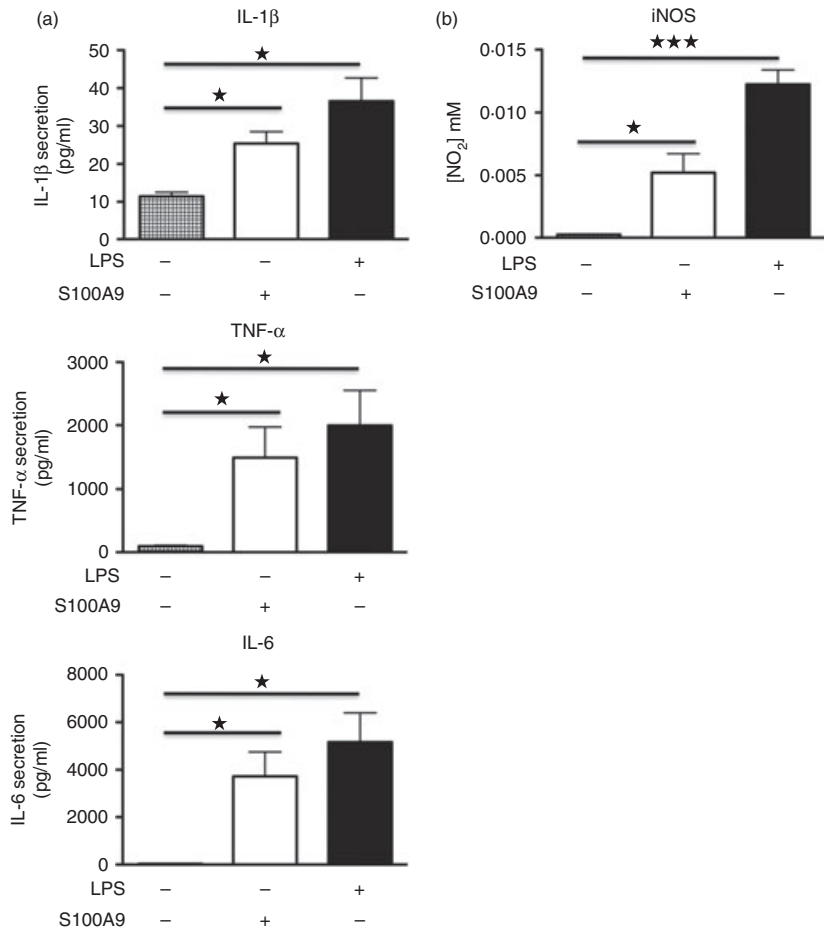 (a)
IL-1β
50
40
30
20
10
0
IL-1β secretion
(pg/ml)
★
★
LPS – – +
S100A9 – + –
TNF-α
3000
2000
1000
0
TNF-α secretion
(pg/ml)
★
★
LPS – – +
S100A9 – + –
IL-6
8000
6000
4000
2000
0
IL-6 secretion
(pg/ml)
★
★
LPS – – +
S100A9 – + –
(b)
iNOS
0·015
0·010
0·005
0·000
[NO₂] mM
★★★
★
LPS – – +
S100A9 – + –